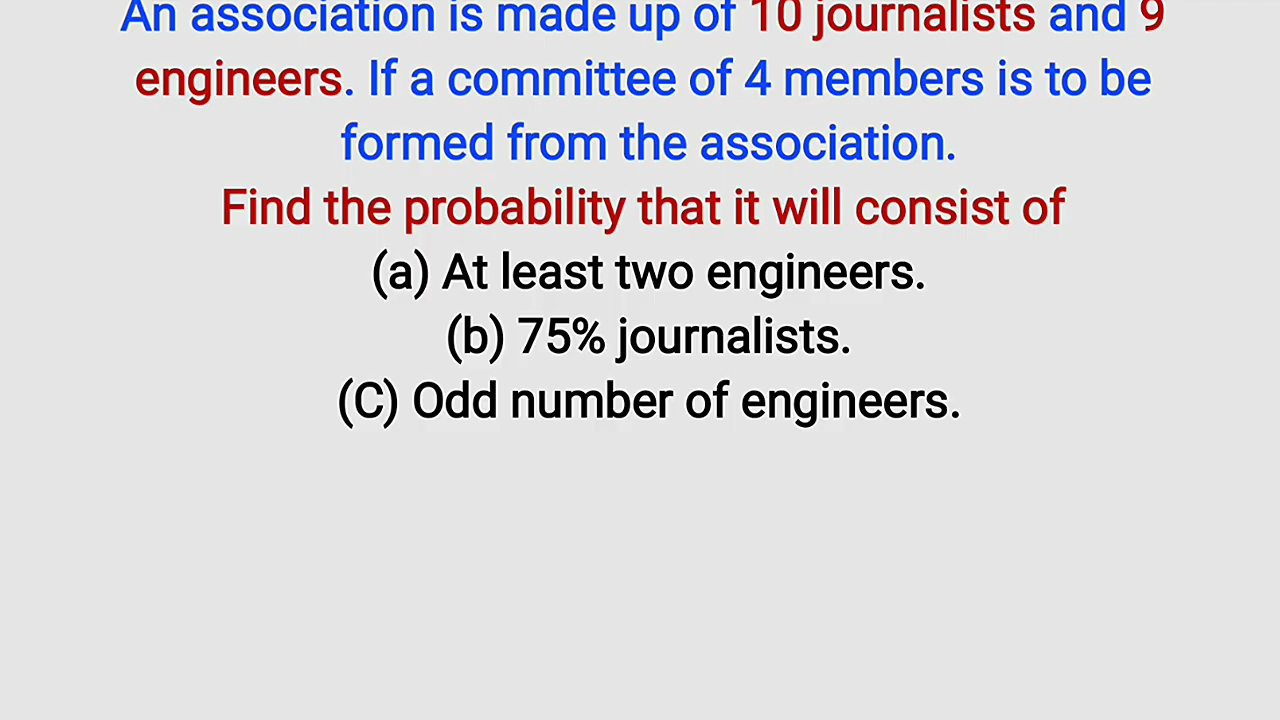 An association is made up of 10 journalists and 9
engineers. If a committee of 4 members is to be
formed from the association.
Find the probability that it will consist of
(a) At least two engineers.
(b) 75% journalists.
(C) Odd number of engineers.